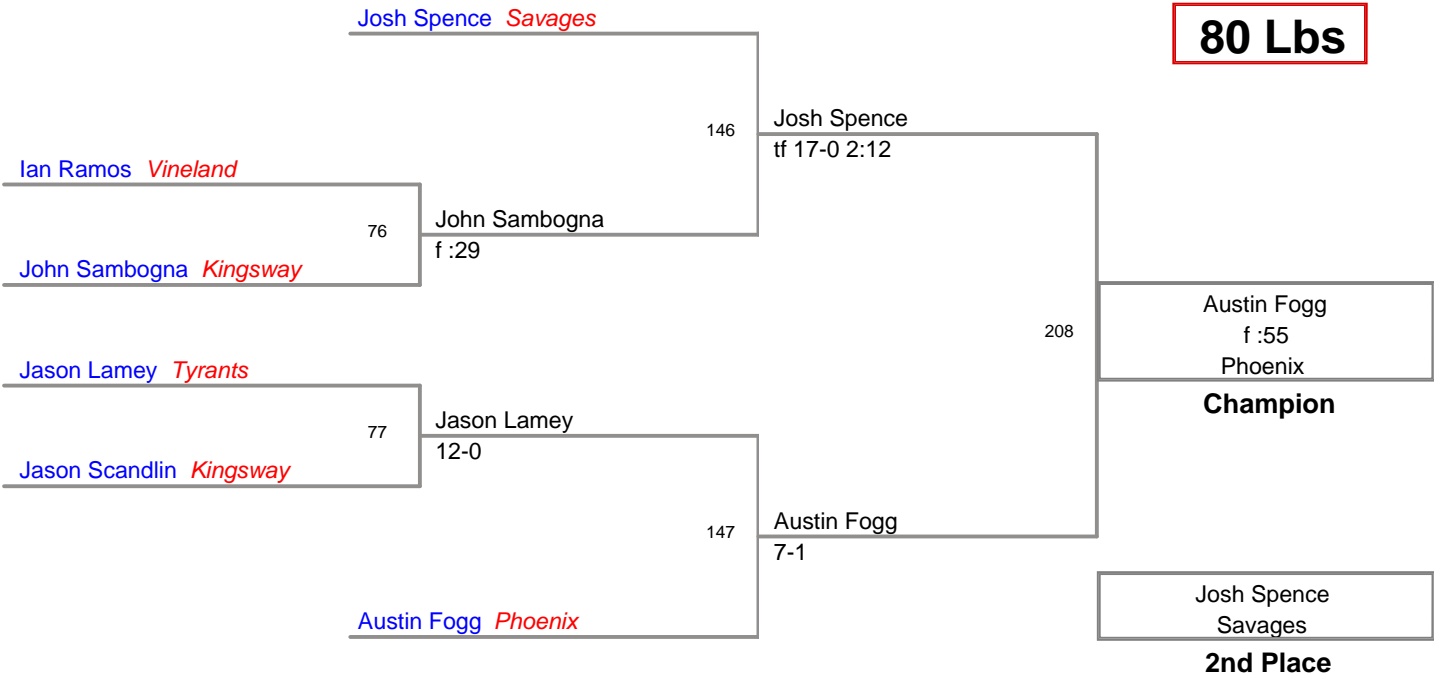 Josh Spence Savages
80 Lbs
146
Josh Spence
tf 17-0 2:12
Ian Ramos Vineland
76
John Sambogna
f :29
John Sambogna Kingsway
208
Austin Fogg
f :55
Phoenix
Champion
Jason Lamey Tyrants
77
Jason Lamey
12-0
Jason Scandlin Kingsway
147
Austin Fogg
7-1
Austin Fogg Phoenix
Josh Spence
Savages
2nd Place